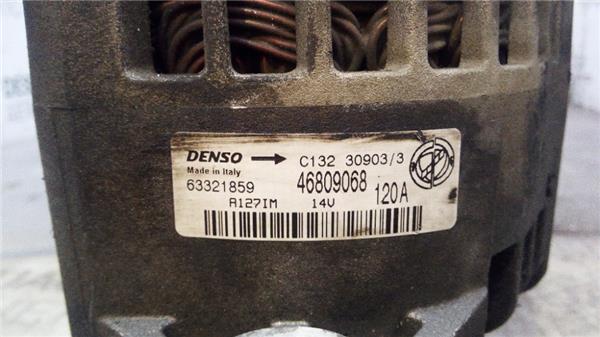 DENSO → C132 30903/3
Made in Italy
63321859 46809068 120A
A127IM 14V